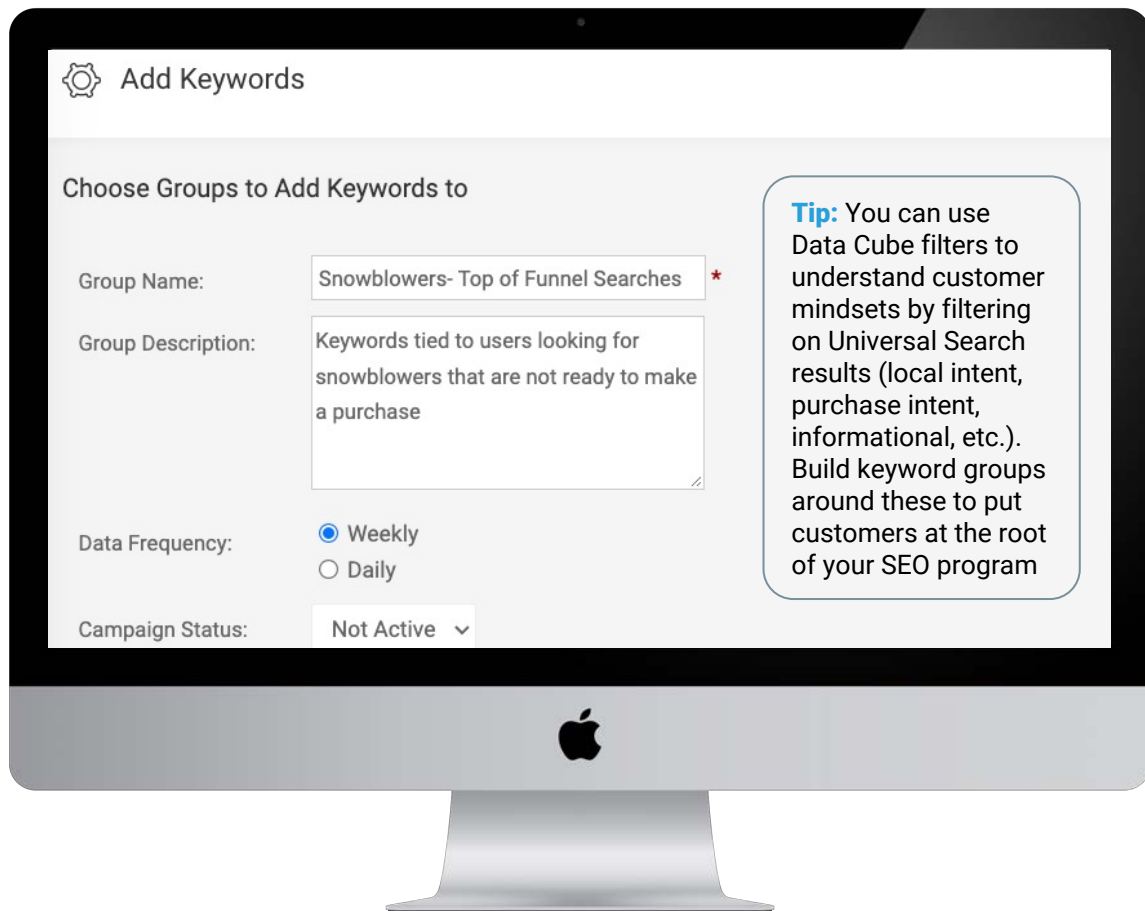 Add Keywords
Choose Groups to Add Keywords to
Group Name:
Snowblowers- Top of Funnel Searches *
Group Description:
Keywords tied to users looking for
snowblowers that are not ready to make
a purchase
Data Frequency:
Weekly
Daily
Campaign Status:
Not Active
Tip: You can use
Data Cube filters to
understand customer
mindsets by filtering
on Universal Search
results (local intent,
purchase intent,
informational, etc.).
Build keyword groups
around these to put
customers at the root
of your SEO program